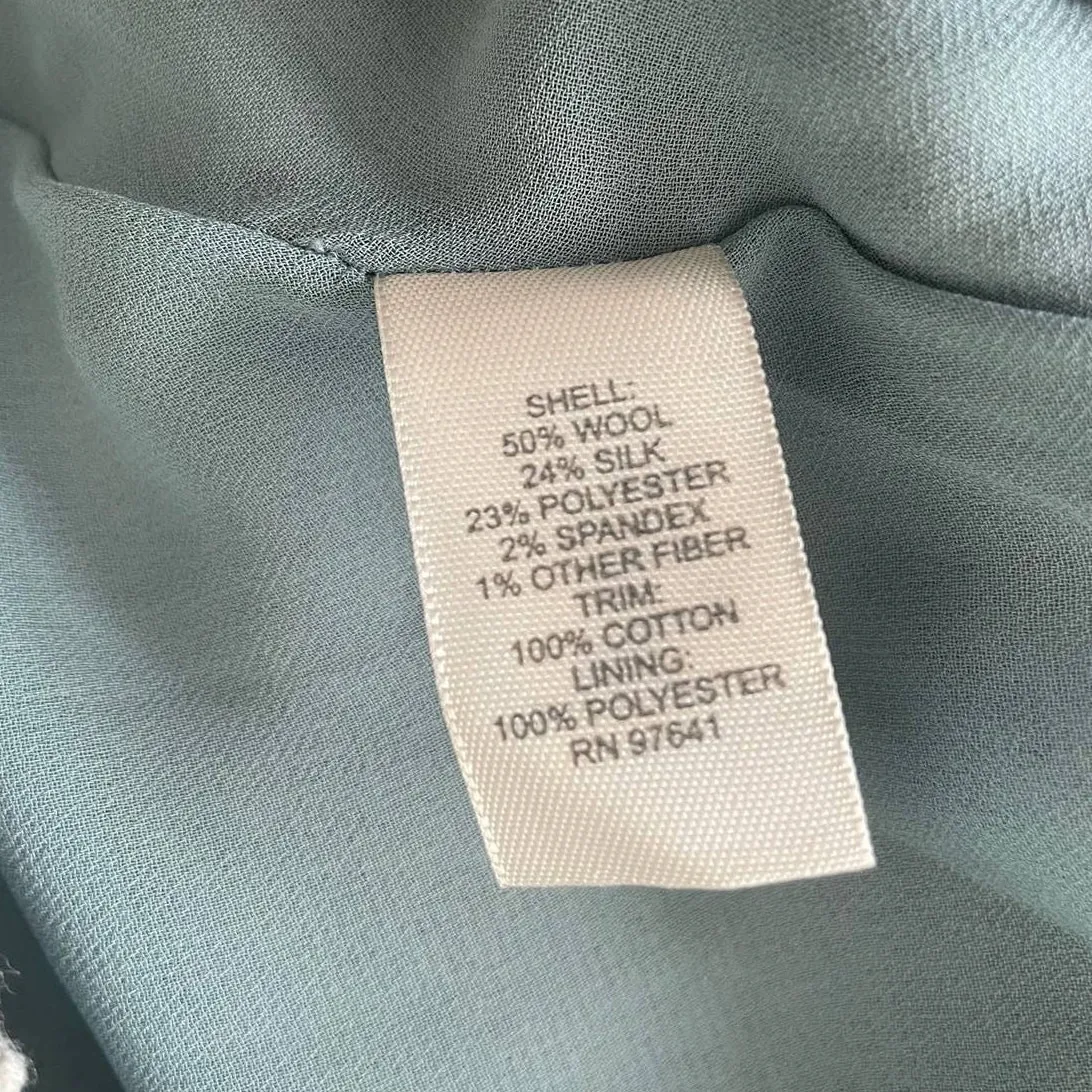 SHELL:
50% WOOL
24% SILK
23% POLYESTER
2% SPANDEX
1% OTHER FIBER
TRIM:
100% COTTON
LINING:
100% POLYESTER
RN 97641